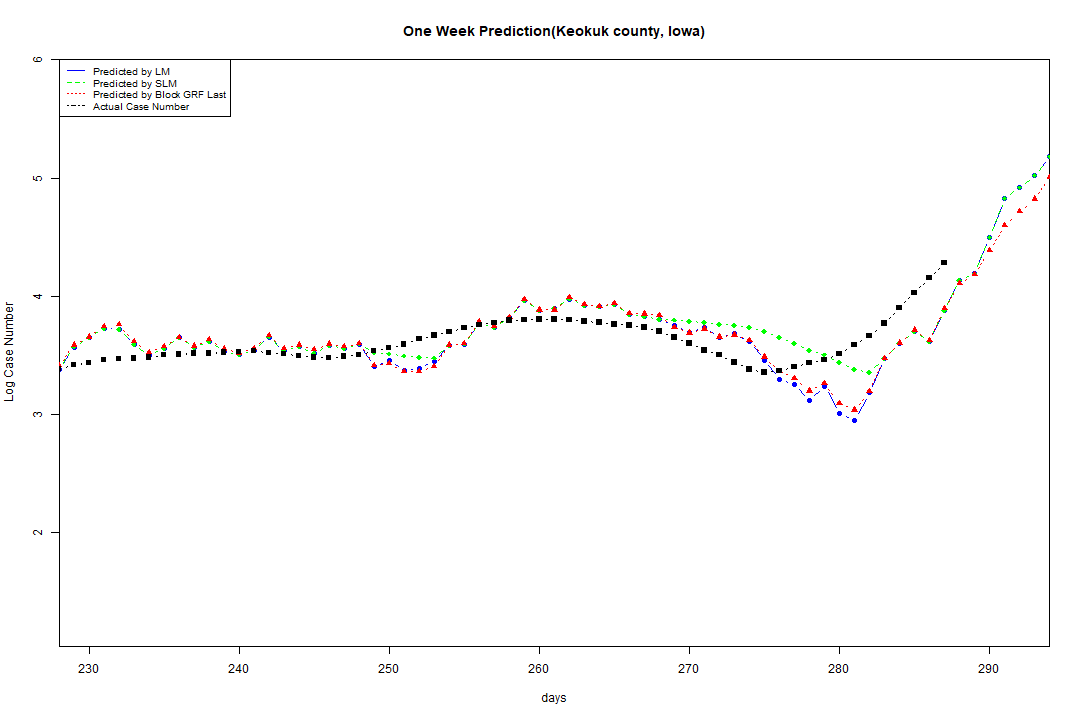 One Week Prediction(Keokuk county, Iowa)
Predicted by LM
Predicted by SLM
Predicted by Block GRF Last
Actual Case Number
6
5
4
3
2
Log Case Number
230 240 250 260 270 280 290
days